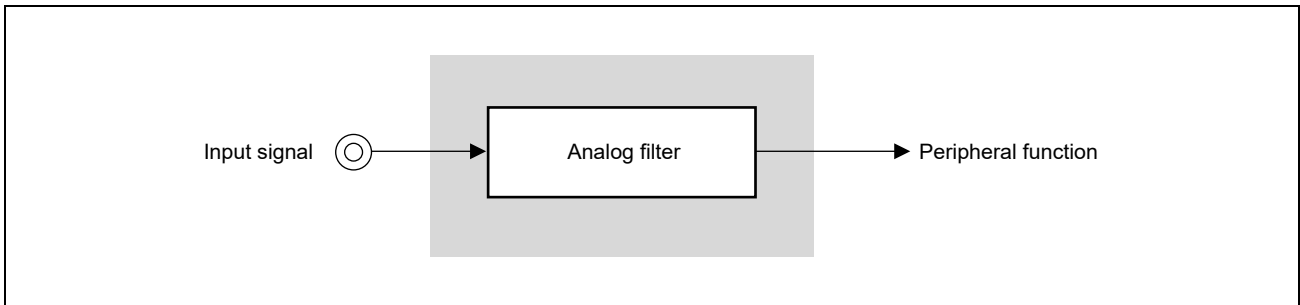 Input signal
Analog filter
Peripheral function